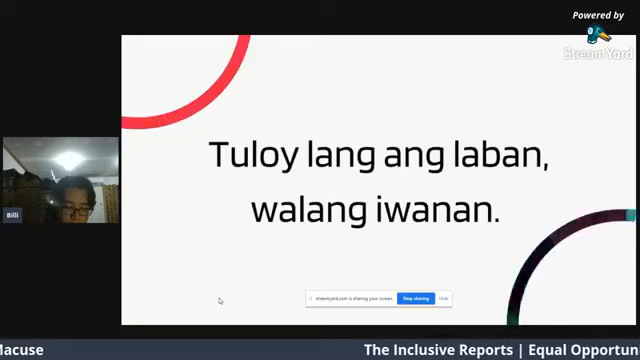 Powered by
StreamYard
Tuloy lang ang laban,
walang iwanan.
Billi
streamyard.com is sharing your screen.
Stop sharing
Hide
Macuse
The Inclusive Reports | Equal Opportun